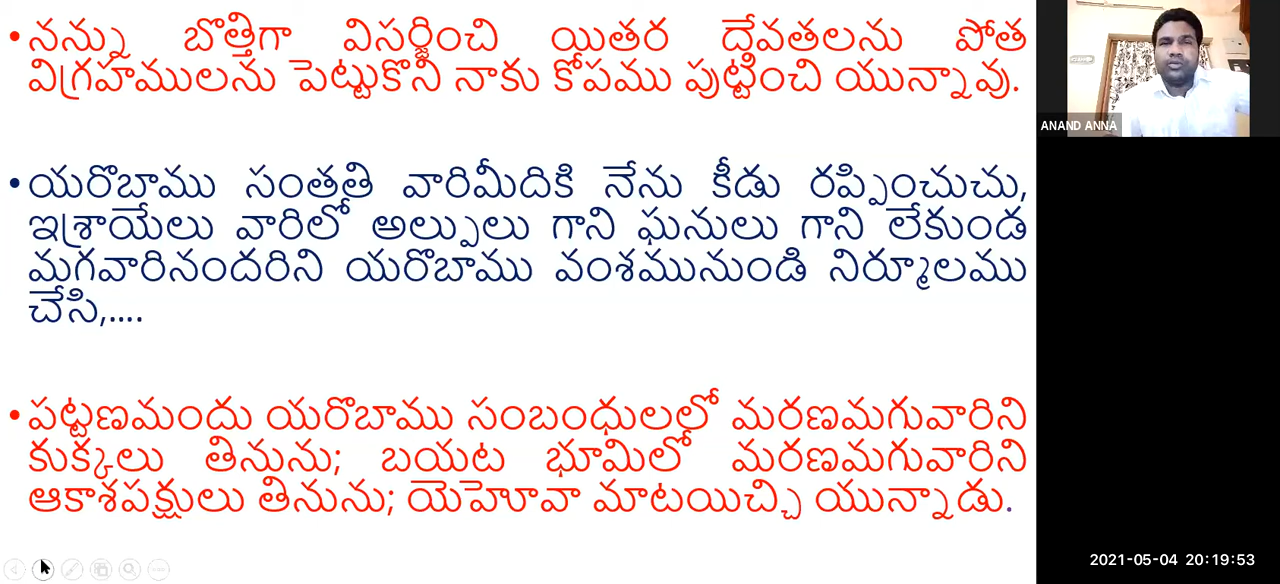 •నన్ను బొత్తిగా విసర్జించి యితర దేవతలను పోత
విగ్రహములను పెట్టుకొని నాకు కోపము పుట్టించి యున్నావు.
•యరొబాము సంతతి వారిమీదికి నేను కీడు రప్పించుచు,
ఇశ్రాయేలు వారిలో అల్పులు గాని ఘనులు గాని లేకుండ
మగవారినందరిని యరొబాము వంశమునుండి నిర్మూలము
చేసి,....
•పట్టణమందు యరొబాము సంబంధులలో మరణమగువారిని
కుక్కలు తినును; బయట భూమిలో మరణమగువారిని
ఆకాశపక్షులు తినును; యెహెూవా మాటయిచ్చి యున్నాడు.
ANAND ANNA
2021-05-04 20:19:53